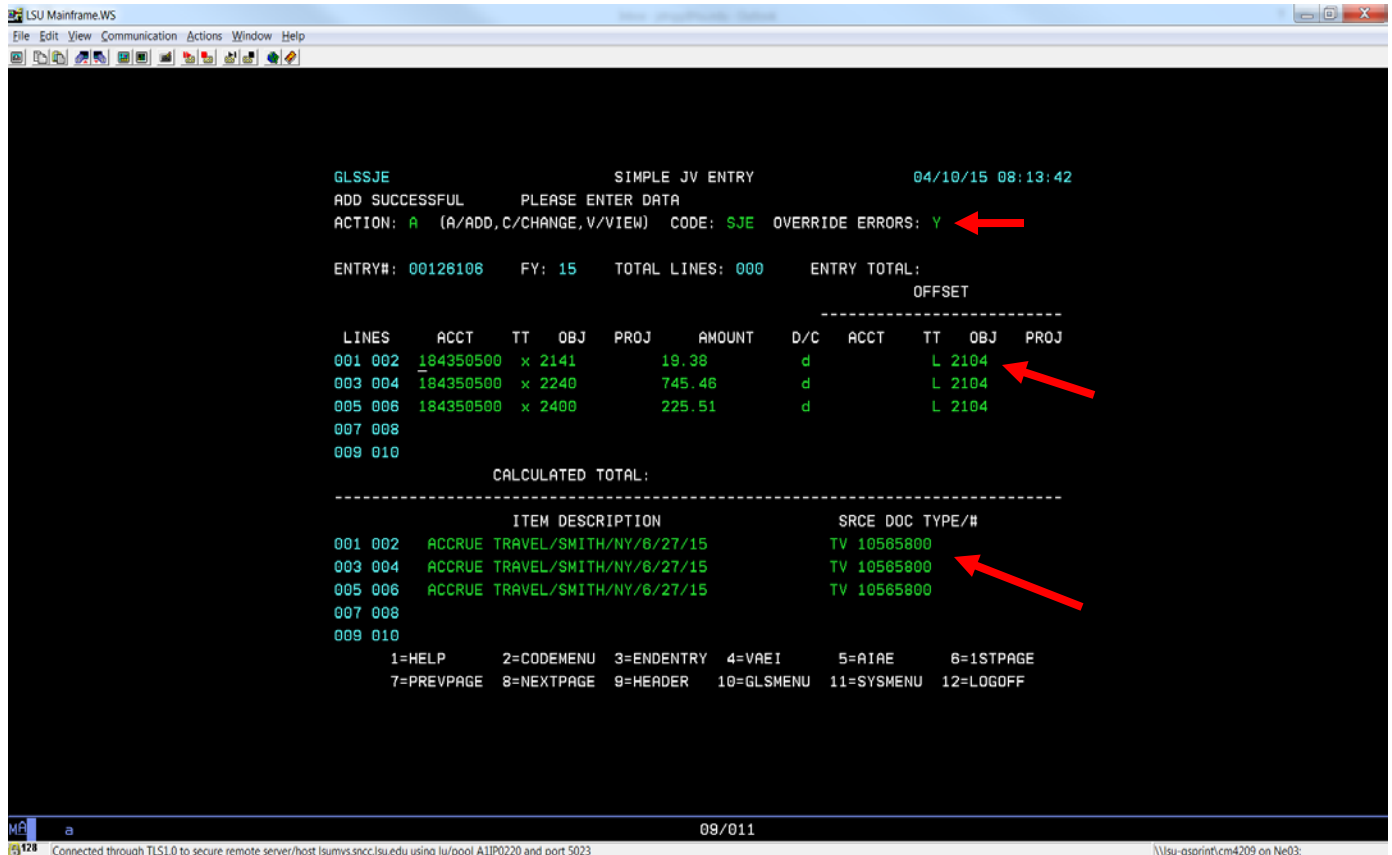 LSU Mainframe.WS
File Edit View Communication Actions Window Help
GLSSJE SIMPLE JV ENTRY 04/10/15 08:13:42
ADD SUCCESSFUL PLEASE ENTER DATA
ACTION: A (A/ADD,C/CHANGE,V/VIEW) CODE: SJE OVERRIDE ERRORS: Y
ENTRY#: 00126106 FY: 15 TOTAL LINES: 000 ENTRY TOTAL:
OFFSET
---------------------------
LINES ACCT TT OBJ PROJ AMOUNT D/C ACCT TT OBJ PROJ
001 002 184350500 x 2141 19.38 d L 2104
003 004 184350500 x 2240 745.46 d L 2104
005 006 184350500 x 2400 225.51 d L 2104
007 008
009 010
CALCULATED TOTAL:
------------------------------------------------------------------------------
ITEM DESCRIPTION SRCE DOC TYPE/#
001 002 ACCRUE TRAVEL/SMITH/NY/6/27/15 TV 10565800
003 004 ACCRUE TRAVEL/SMITH/NY/6/27/15 TV 10565800
005 006 ACCRUE TRAVEL/SMITH/NY/6/27/15 TV 10565800
007 008
009 010
1=HELP 2=CODEMENU 3=ENDENTRY 4=VAEI 5=AIAE 6=1STPAGE
7=PREVPAGE 8=NEXTPAGE 9=HEADER 10=GLSMENU 11=SYSMENU 12=LOGOFF
MA a 09/011
128 Connected through TLS1.0 to secure remote server/host lsumvs.sncc.lsu.edu using lu/pool A1IP0220 and port 5023 \\lsu-gsprint\cm4209 on Ne03: